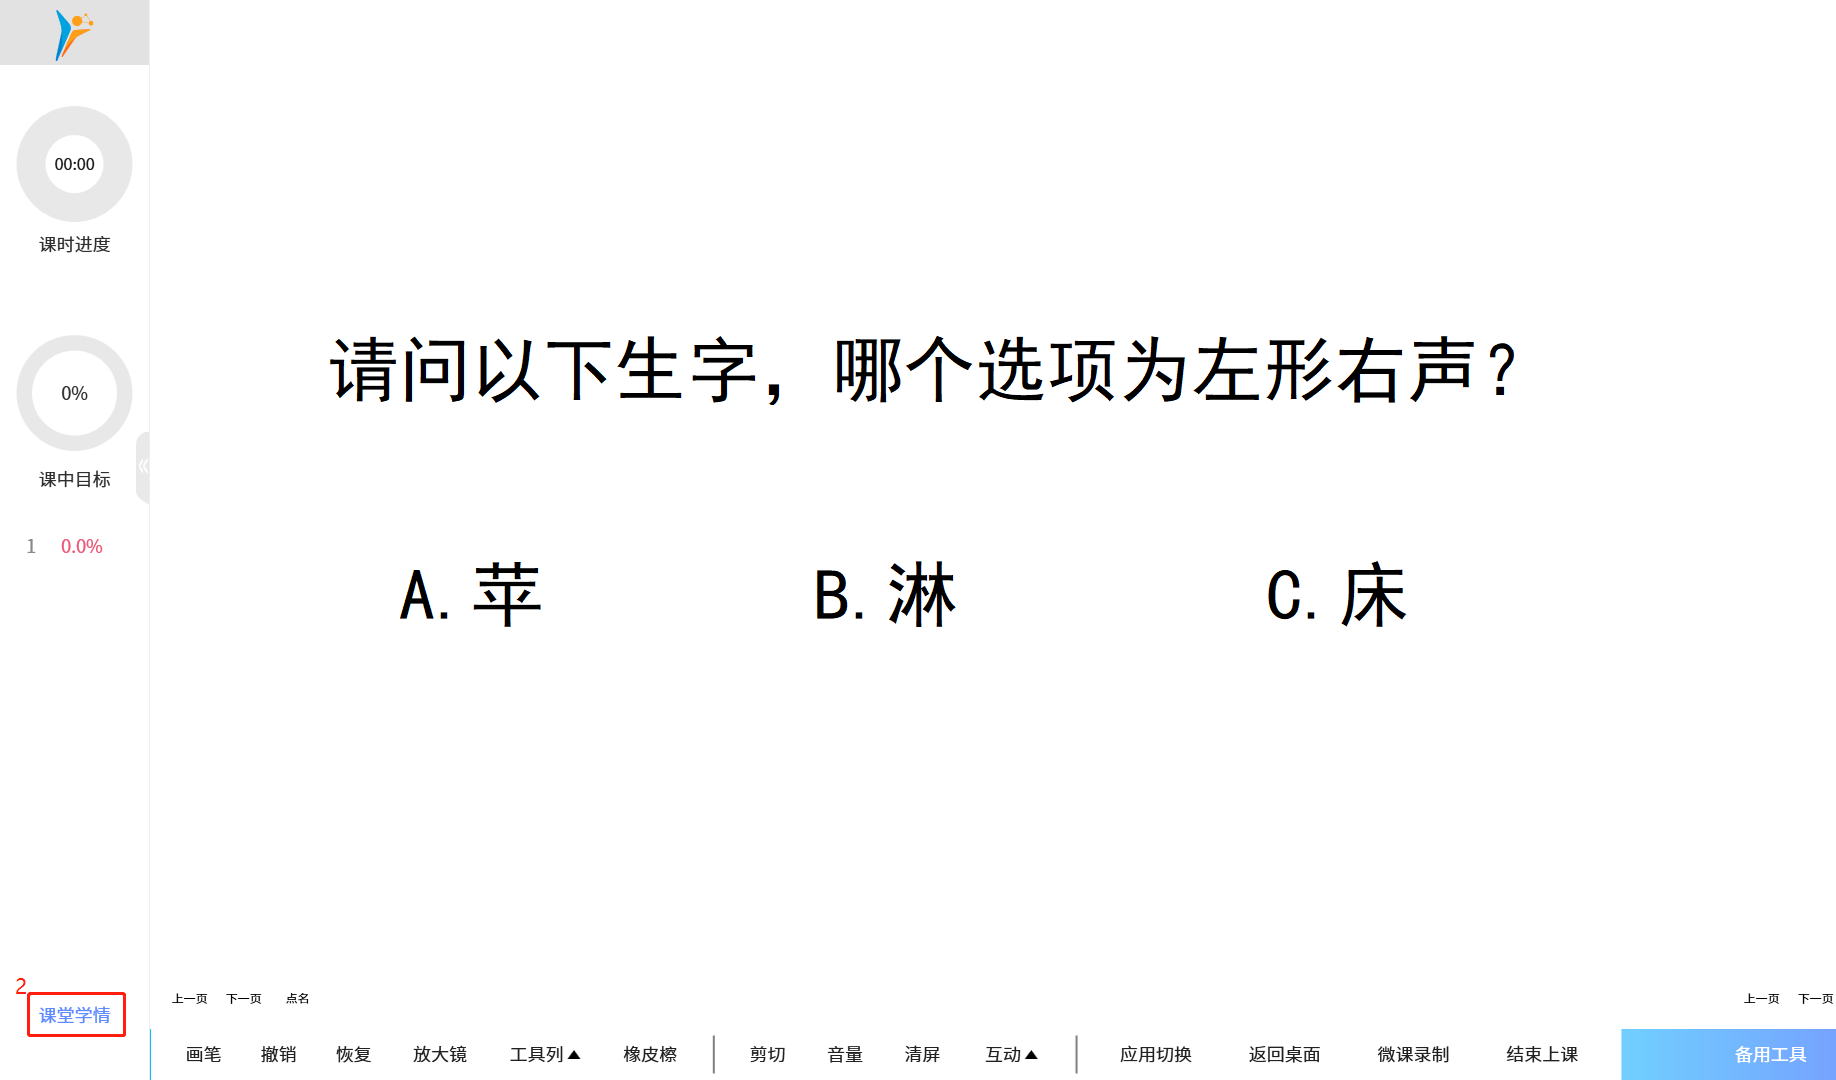 00:00
课时进度
0%
课中目标
1 0.0%
请问以下生字，哪个选项为左形右声？
A.苹 B.淋 C.床
2
课堂学情
上一页 下一页 点名 上一页 下一页
画笔 撤销 恢复 放大镜 工具列▲ 橡皮檫 剪切 音量 清屏 互动▲ 应用切换 返回桌面 微课录制 结束上课 备用工具